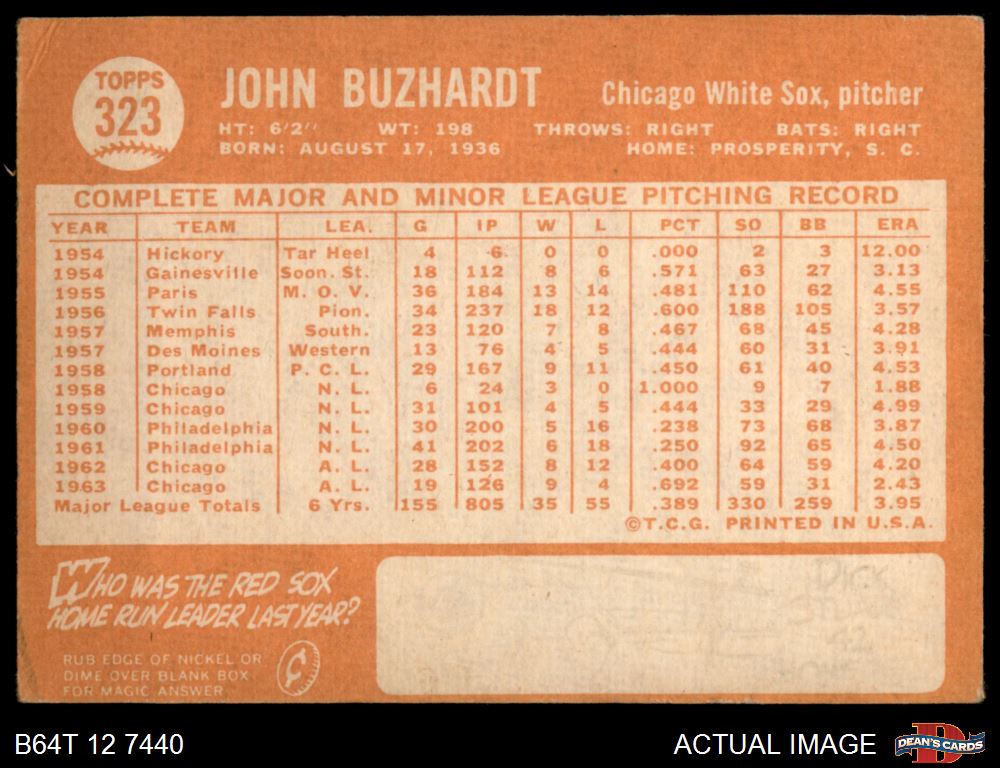 TOPPS
323
JOHN BUZHARDT
Chicago White Sox, pitcher
HT: 6'2" WT: 198 THROWS: RIGHT BATS: RIGHT
BORN: AUGUST 17, 1936 HOME: PROSPERITY, S. C.
COMPLETE MAJOR AND MINOR LEAGUE PITCHING RECORD
YEAR TEAM LEA. G IP W L PCT SO BB ERA
1954 Hickory Tar Heel 4 6 0 0 .000 2 3 12.00
1954 Gainesville Soon. St. 18 112 8 6 .571 63 27 3.13
1955 Paris M. O. V. 36 184 13 14 .481 110 62 4.55
1956 Twin Falls Pion. 34 237 18 12 .600 188 105 3.57
1957 Memphis South. 23 120 7 8 .467 68 45 4.28
1957 Des Moines Western 13 76 4 5 .444 60 31 3.91
1958 Portland P. C. L. 29 167 9 11 .450 61 40 4.53
1958 Chicago N. L. 6 24 3 0 1.000 9 7 1.88
1959 Chicago N. L. 31 101 4 5 .444 33 29 4.99
1960 Philadelphia N. L. 30 200 5 16 .238 73 68 3.87
1961 Philadelphia N. L. 41 202 6 18 .250 92 65 4.50
1962 Chicago A. L. 28 152 8 12 .400 64 59 4.20
1963 Chicago A. L. 19 126 9 4 .692 59 31 2.43
Major League Totals 6 Yrs. 155 805 35 55 .389 330 259 3.95
©T.C.G. PRINTED IN U.S.A.
WHO WAS THE RED SOX
HOME RUN LEADER LAST YEAR?
RUB EDGE OF NICKEL OR
DIME OVER BLANK BOX
FOR MAGIC ANSWER
DICK
42
B64T 12 7440
ACTUAL IMAGE
D
DEAN'S CARDS